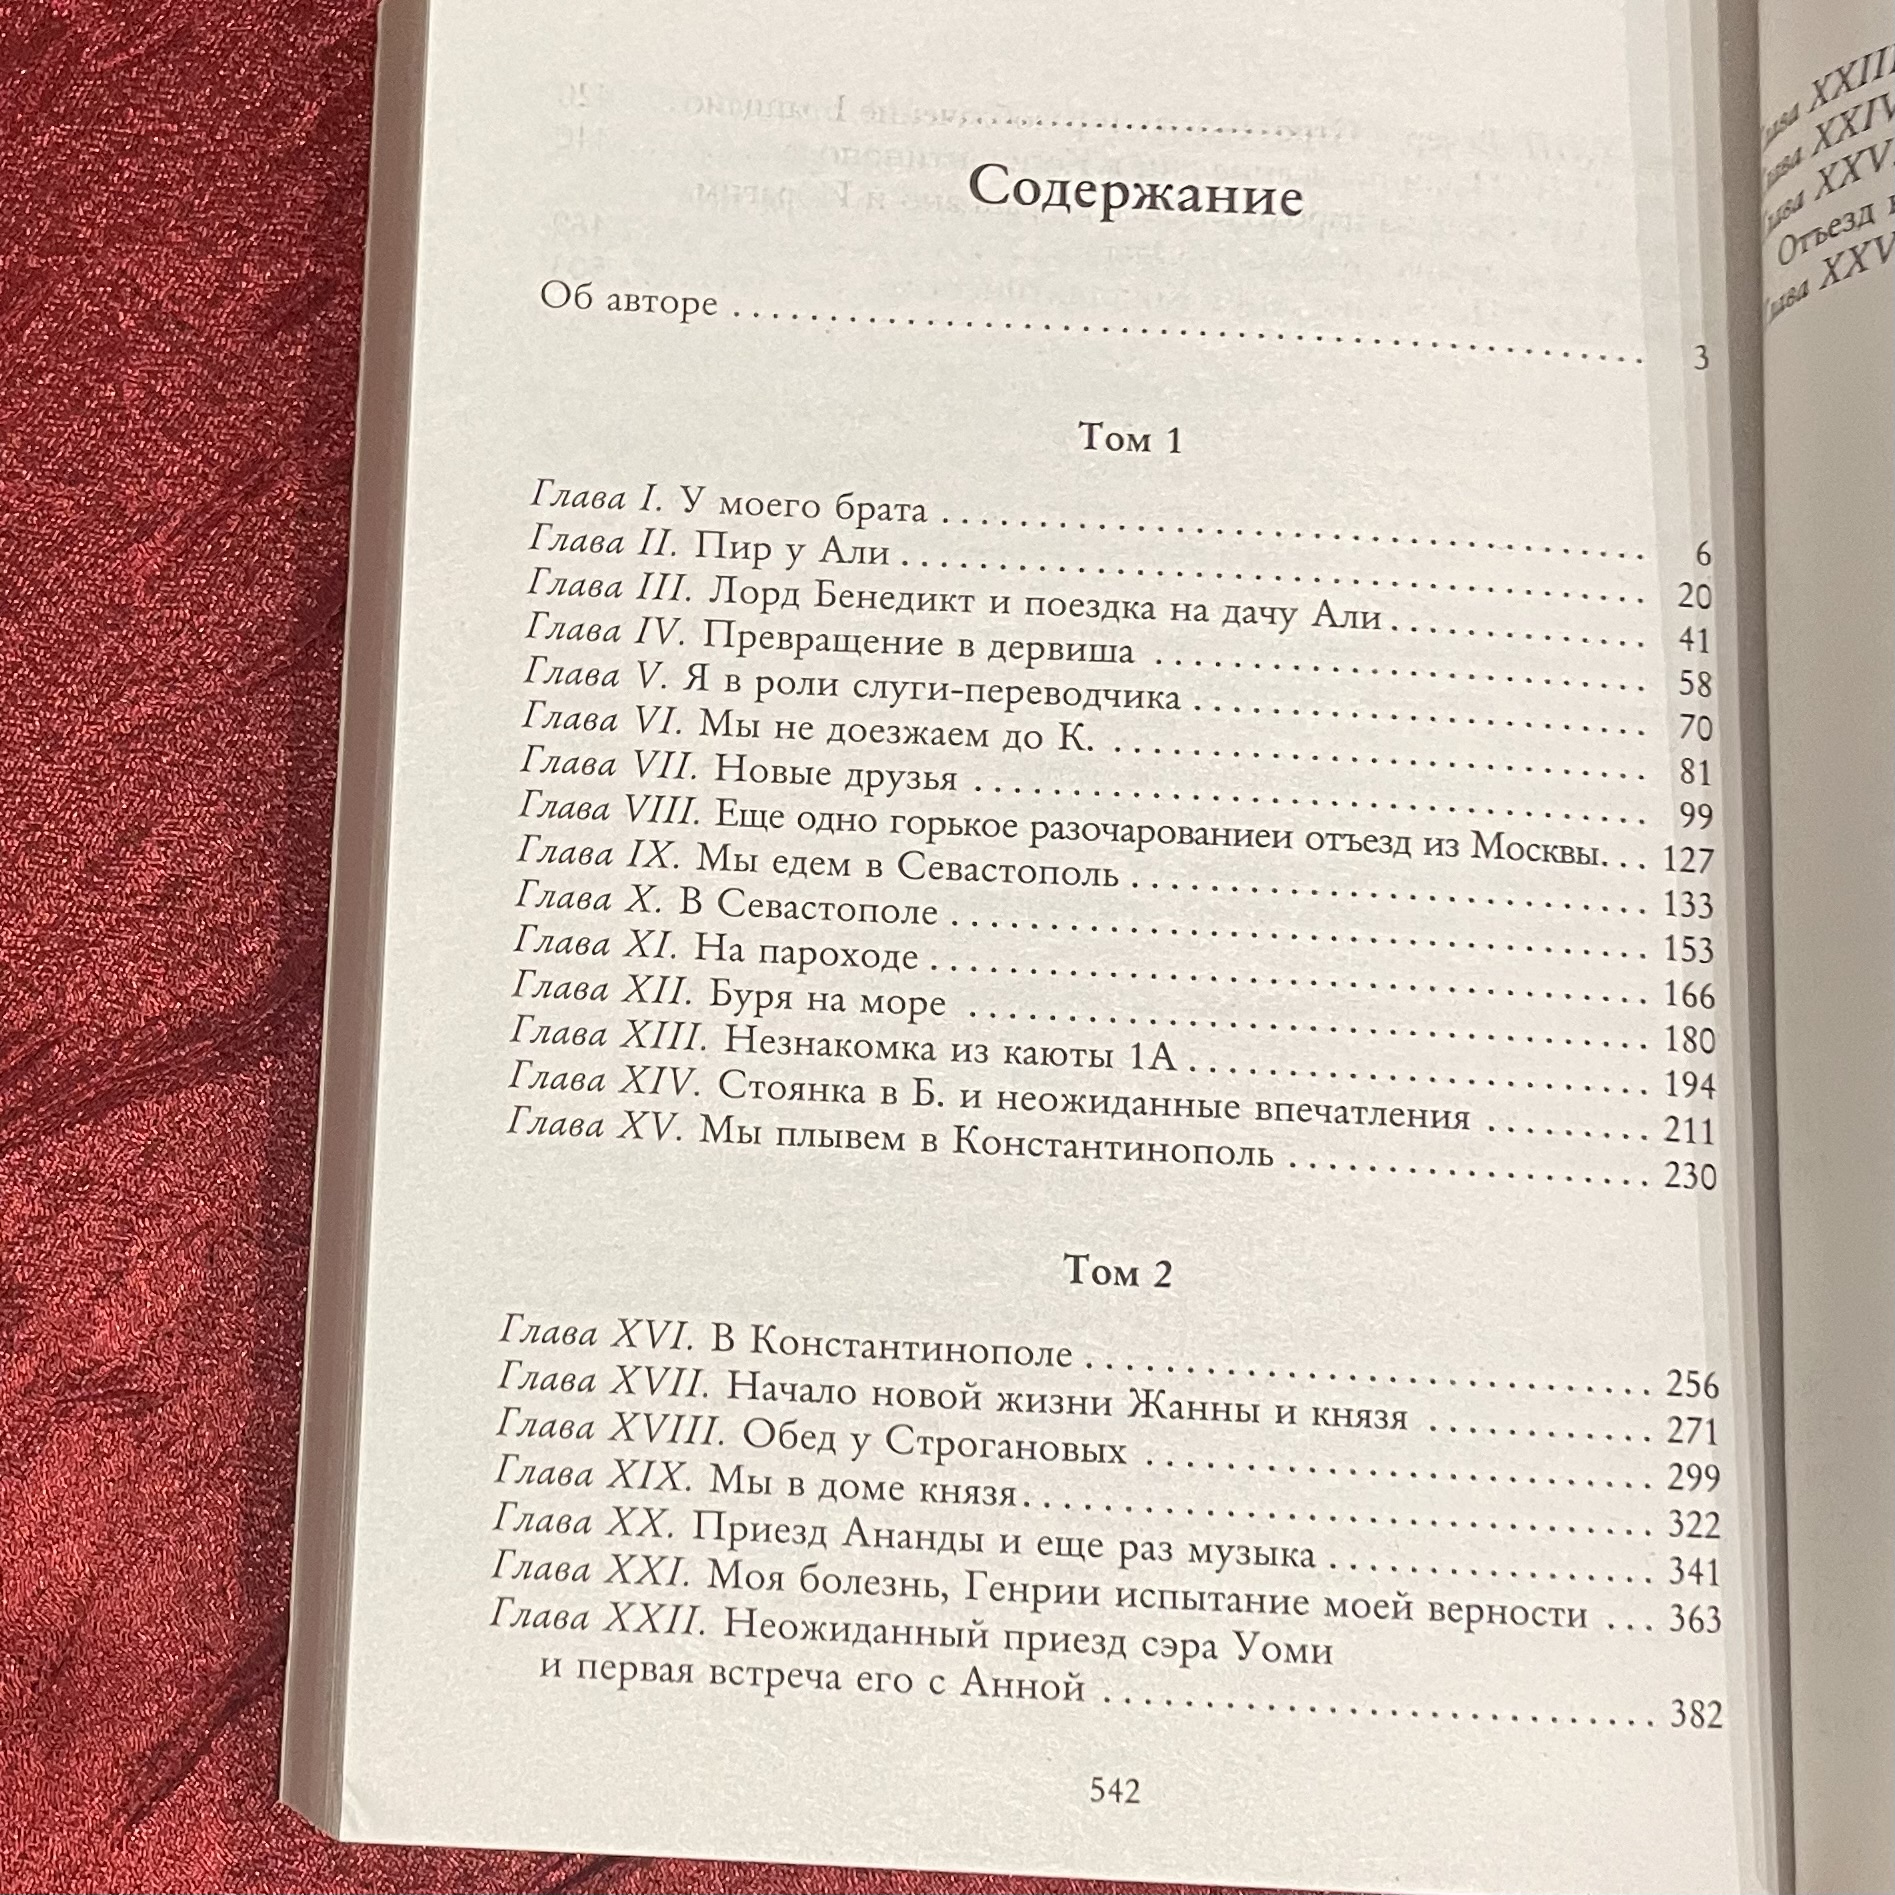 Содержание
Об авторе . . . . . . . . . . . . . . . . . . . . 3
Том 1
Глава I. У моего брата . . . . . . . . . . . . . . . . . . . . 6
Глава II. Пир у Али . . . . . . . . . . . . . . . . . . . . 20
Глава III. Лорд Бенедикт и поездка на дачу Али . . . . . . . . . . 41
Глава IV. Превращение в дервиша . . . . . . . . . . . . . . . 58
Глава V. Я в роли слуги-переводчика . . . . . . . . . . . . . . . 70
Глава VI. Мы не доезжаем до К. . . . . . . . . . . . . . . . 81
Глава VII. Новые друзья . . . . . . . . . . . . . . . . . . . . 99
Глава VIII. Еще одно горькое разочарованиеи отъезд из Москвы. . . 127
Глава IX. Мы едем в Севастополь . . . . . . . . . . . . . . . 133
Глава X. В Севастополе . . . . . . . . . . . . . . . . . . . . 153
Глава XI. На пароходе . . . . . . . . . . . . . . . . . . . . 166
Глава XII. Буря на море . . . . . . . . . . . . . . . . . . . . 180
Глава XIII. Незнакомка из каюты 1А . . . . . . . . . . . . . . . 194
Глава XIV. Стоянка в Б. и неожиданные впечатления . . . . . . . . . 211
Глава XV. Мы плывем в Константинополь . . . . . . . . . . . . . . . 230
Том 2
Глава XVI. В Константинополе . . . . . . . . . . . . . . . . . . . . 256
Глава XVII. Начало новой жизни Жанны и князя . . . . . . . . . . 271
Глава XVIII. Обед у Строгановых . . . . . . . . . . . . . . . 299
Глава XIX. Мы в доме князя. . . . . . . . . . . . . . . . . . . . 322
Глава XX. Приезд Ананды и еще раз музыка . . . . . . . . . . . . 341
Глава XXI. Моя болезнь, Генрии испытание моей верности . . . 363
Глава XXII. Неожиданный приезд сэра Уоми
и первая встреча его с Анной . . . . . . . . . . . . . . . . . . . . 382
542
XXIII
XXIV
XXV.
Отъезд
XXV